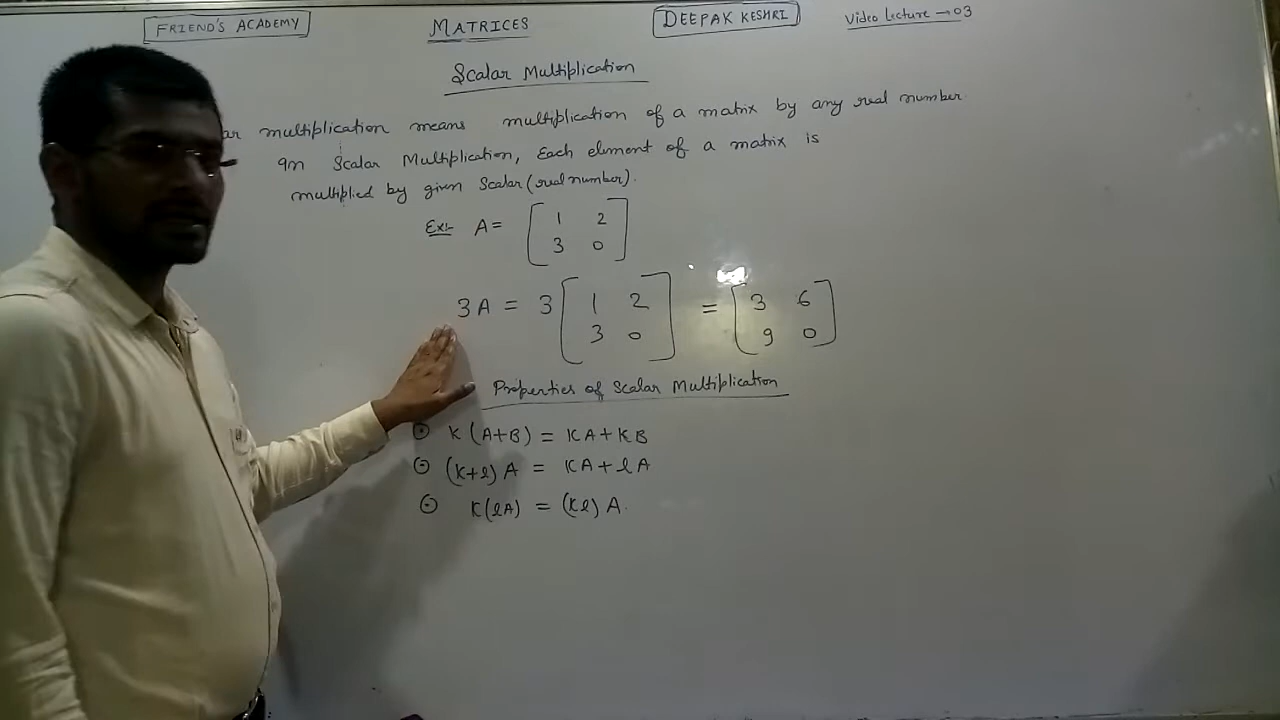 FRIEND'S ACADEMY MATRICES DEEPAK KESHRI Video Lecture → 03
Scalar Multiplication
ar multiplication means multiplication of a matrix by any real number
In Scalar Multiplication, Each element of a matrix is
multiplied by given Scalar (real number).
Ex:- A = [ 1 2
3 0 ]
3A = 3 [ 1 2 = [ 3 6
3 0 ] 9 0 ]
Properties of Scalar Multiplication
⊙ K(A+B) = KA+KB
⊙ (K+l)A = KA+lA
⊙ K(lA) = (Kl)A.